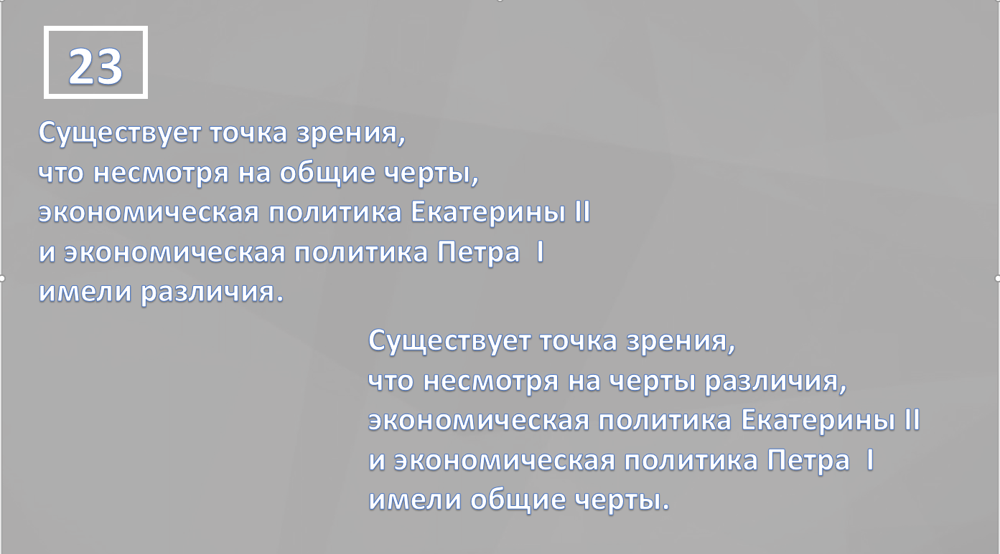 23
Существует точка зрения,
что несмотря на общие черты,
экономическая политика Екатерины II
и экономическая политика Петра I
имели различия.
Существует точка зрения,
что несмотря на черты различия,
экономическая политика Екатерины II
и экономическая политика Петра I
имели общие черты.